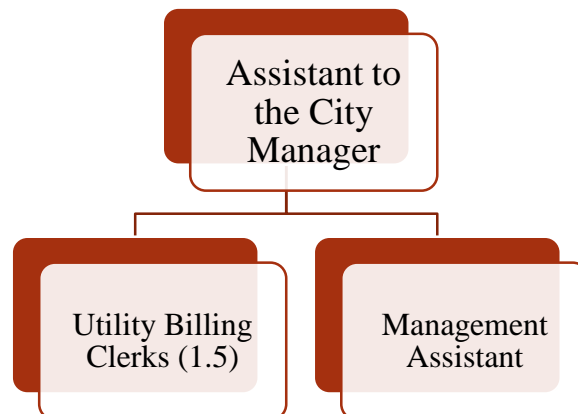 Assistant to
the City
Manager
Utility Billing
Clerks (1.5)
Management
Assistant